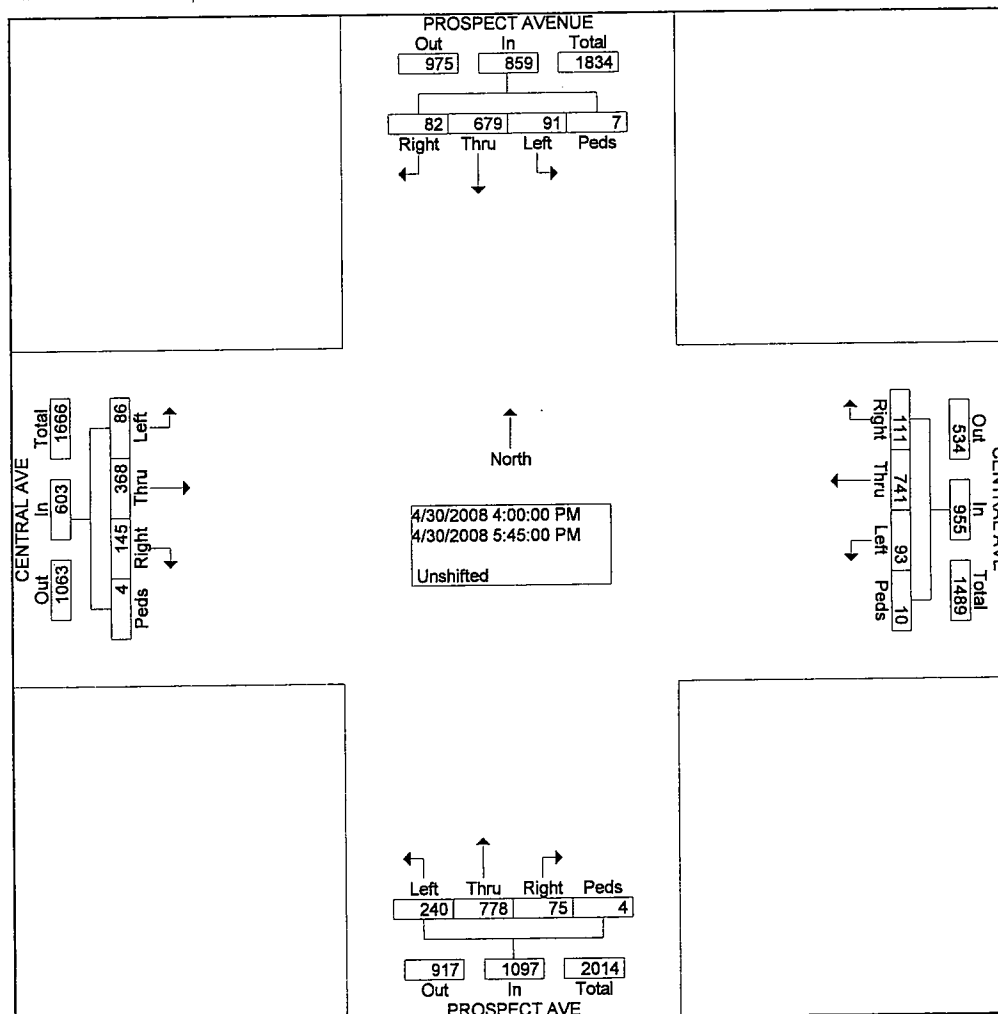 PROSPECT AVENUE
Out In Total
975 859 1834
82 679 91 7
Right Thru Left Peds
CENTRAL AVE
Out In Total
1063 603 1666
86 368 145 4
Left Thru Right Peds
North
4/30/2008 4:00:00 PM
4/30/2008 5:45:00 PM
Unshifted
Right Thru Left Peds
111 741 93 10
Out In Total
534 955 1489
CENTRAL AVE
Left Thru Right Peds
240 778 75 4
917 1097 2014
Out In Total
PROSPECT AVE